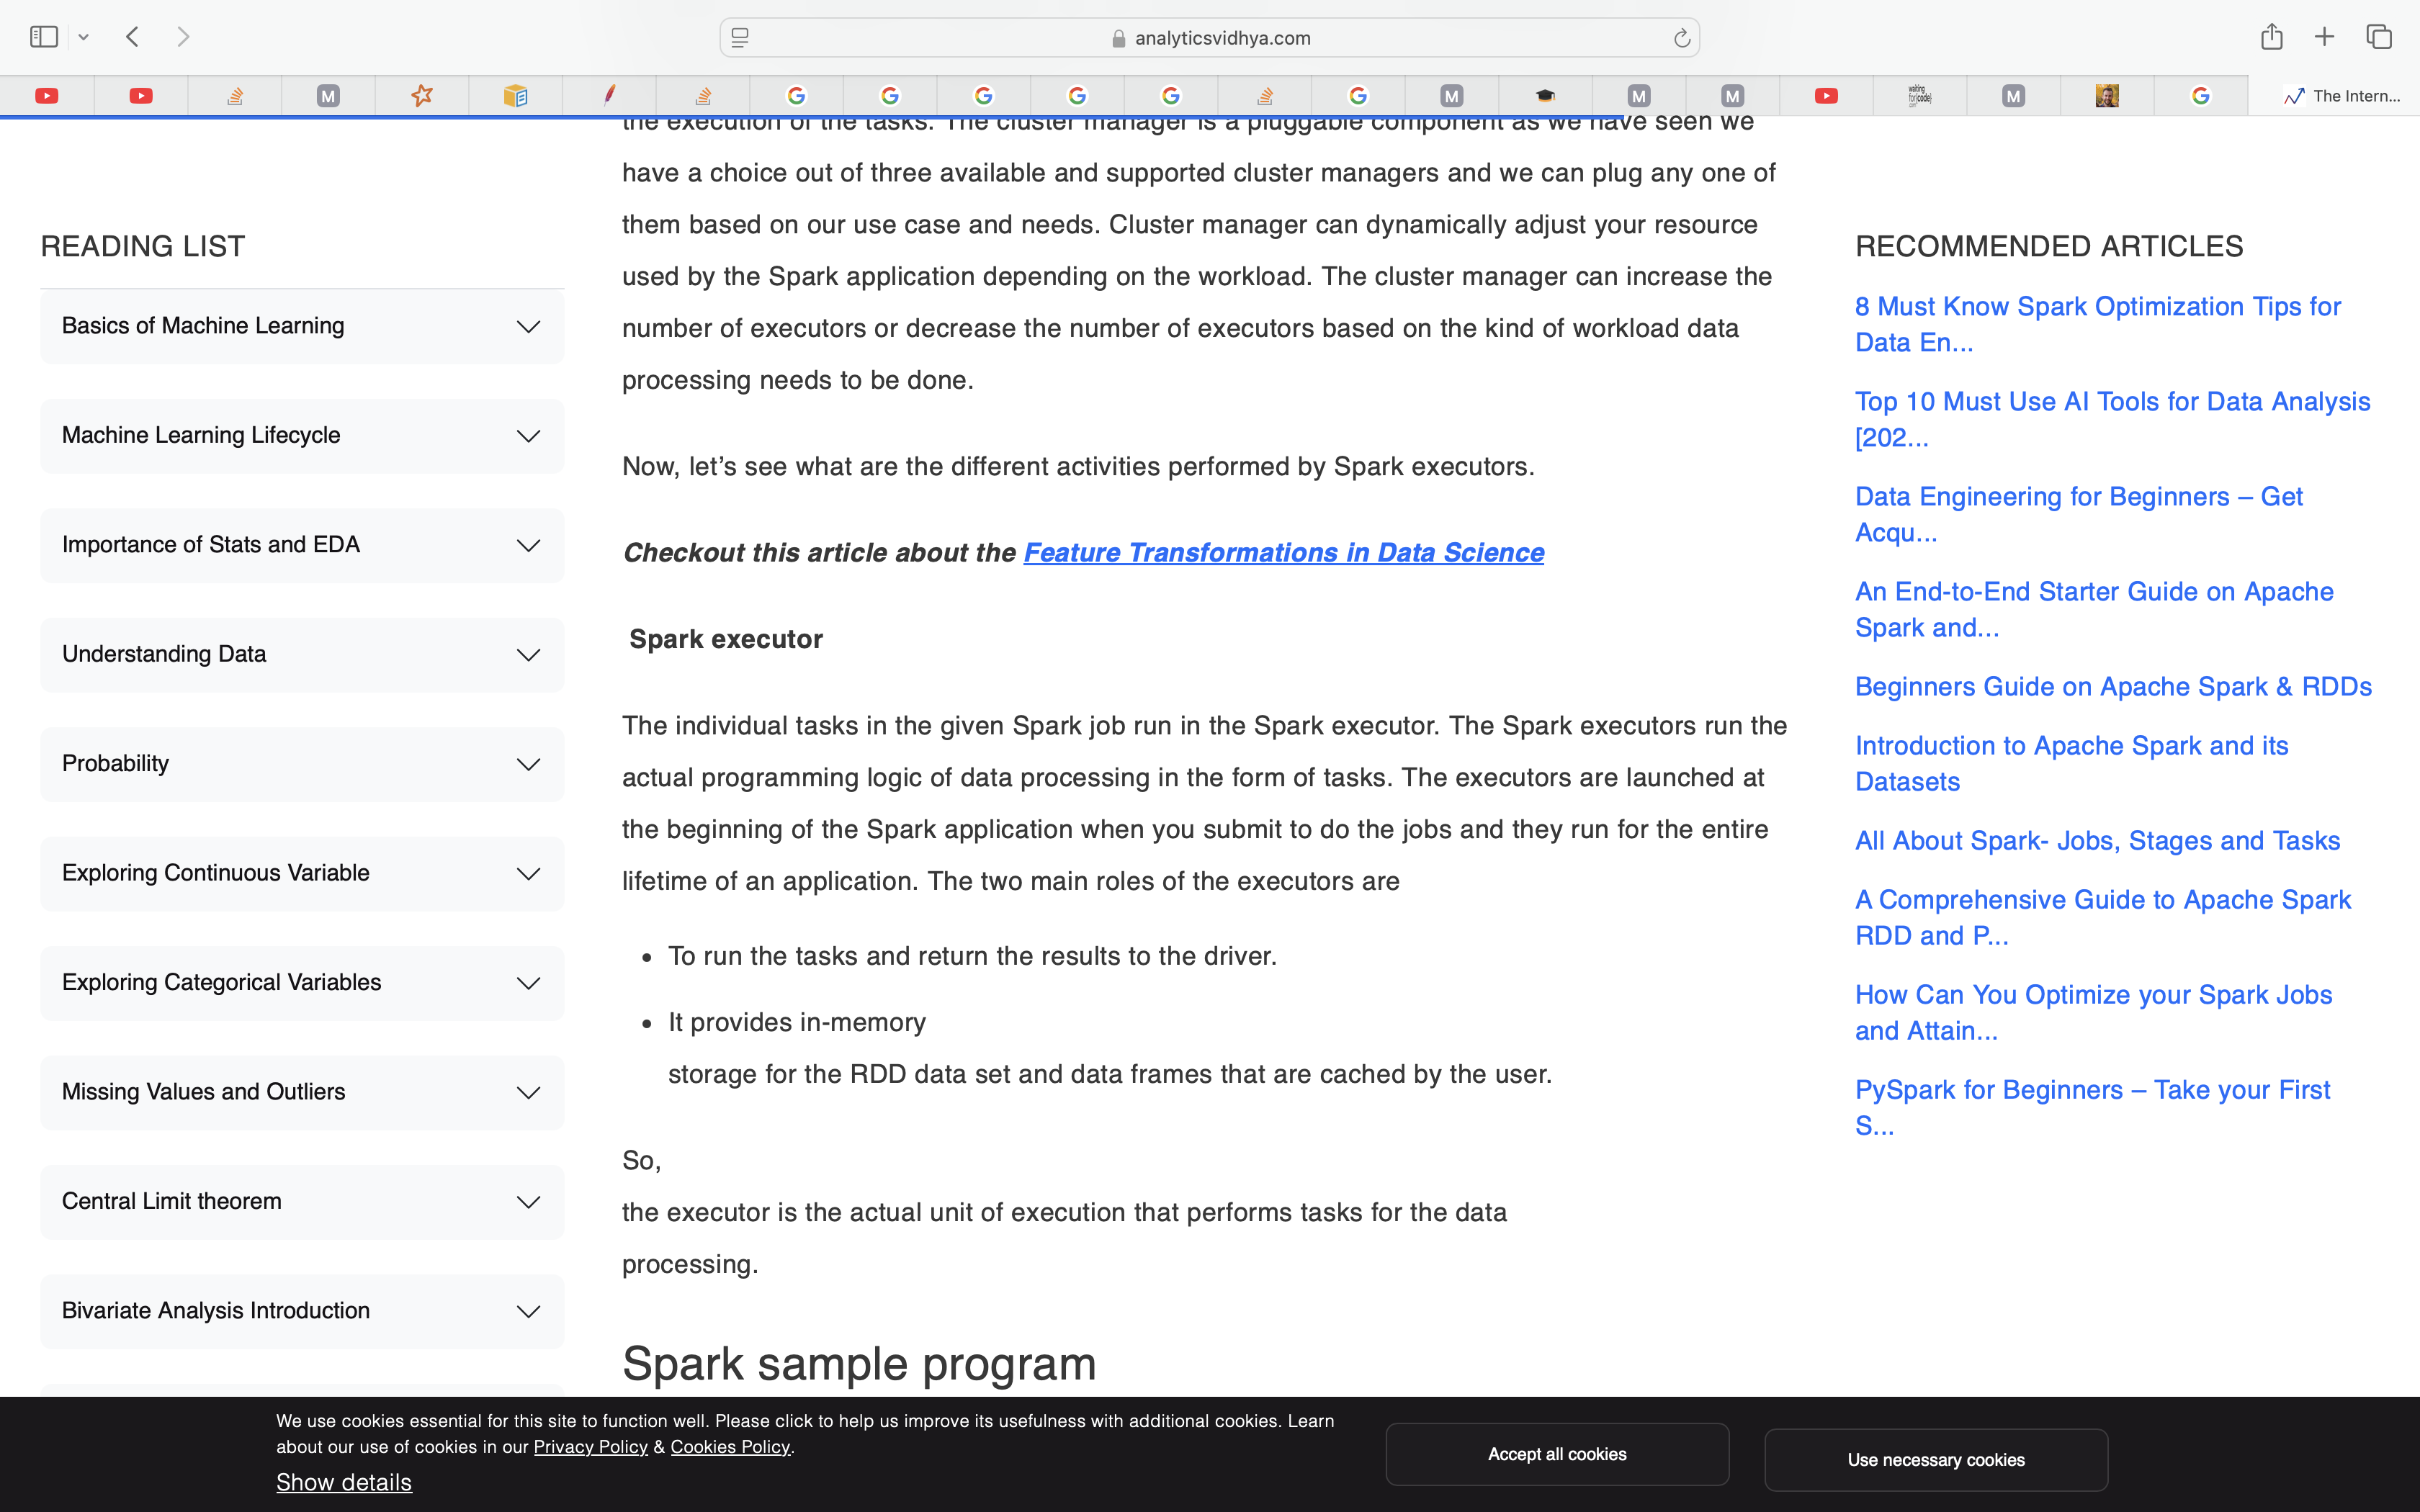 analyticsvidhya.com
M
M
M
M
waiting
for(code)
M
The Intern...
the execution of the tasks. The cluster manager is a pluggable component as we have seen we
have a choice out of three available and supported cluster managers and we can plug any one of
them based on our use case and needs. Cluster manager can dynamically adjust your resource
used by the Spark application depending on the workload. The cluster manager can increase the
number of executors or decrease the number of executors based on the kind of workload data
processing needs to be done.
Now, let’s see what are the different activities performed by Spark executors.
Checkout this article about the Feature Transformations in Data Science
Spark executor
The individual tasks in the given Spark job run in the Spark executor. The Spark executors run the
actual programming logic of data processing in the form of tasks. The executors are launched at
the beginning of the Spark application when you submit to do the jobs and they run for the entire
lifetime of an application. The two main roles of the executors are
• To run the tasks and return the results to the driver.
• It provides in-memory
storage for the RDD data set and data frames that are cached by the user.
So,
the executor is the actual unit of execution that performs tasks for the data
processing.
Spark sample program
READING LIST
Basics of Machine Learning
Machine Learning Lifecycle
Importance of Stats and EDA
Understanding Data
Probability
Exploring Continuous Variable
Exploring Categorical Variables
Missing Values and Outliers
Central Limit theorem
Bivariate Analysis Introduction
RECOMMENDED ARTICLES
8 Must Know Spark Optimization Tips for
Data En...
Top 10 Must Use AI Tools for Data Analysis
[202...
Data Engineering for Beginners – Get
Acqu...
An End-to-End Starter Guide on Apache
Spark and...
Beginners Guide on Apache Spark & RDDs
Introduction to Apache Spark and its
Datasets
All About Spark- Jobs, Stages and Tasks
A Comprehensive Guide to Apache Spark
RDD and P...
How Can You Optimize your Spark Jobs
and Attain...
PySpark for Beginners – Take your First
S...
We use cookies essential for this site to function well. Please click to help us improve its usefulness with additional cookies. Learn
about our use of cookies in our Privacy Policy & Cookies Policy.
Show details
Accept all cookies
Use necessary cookies